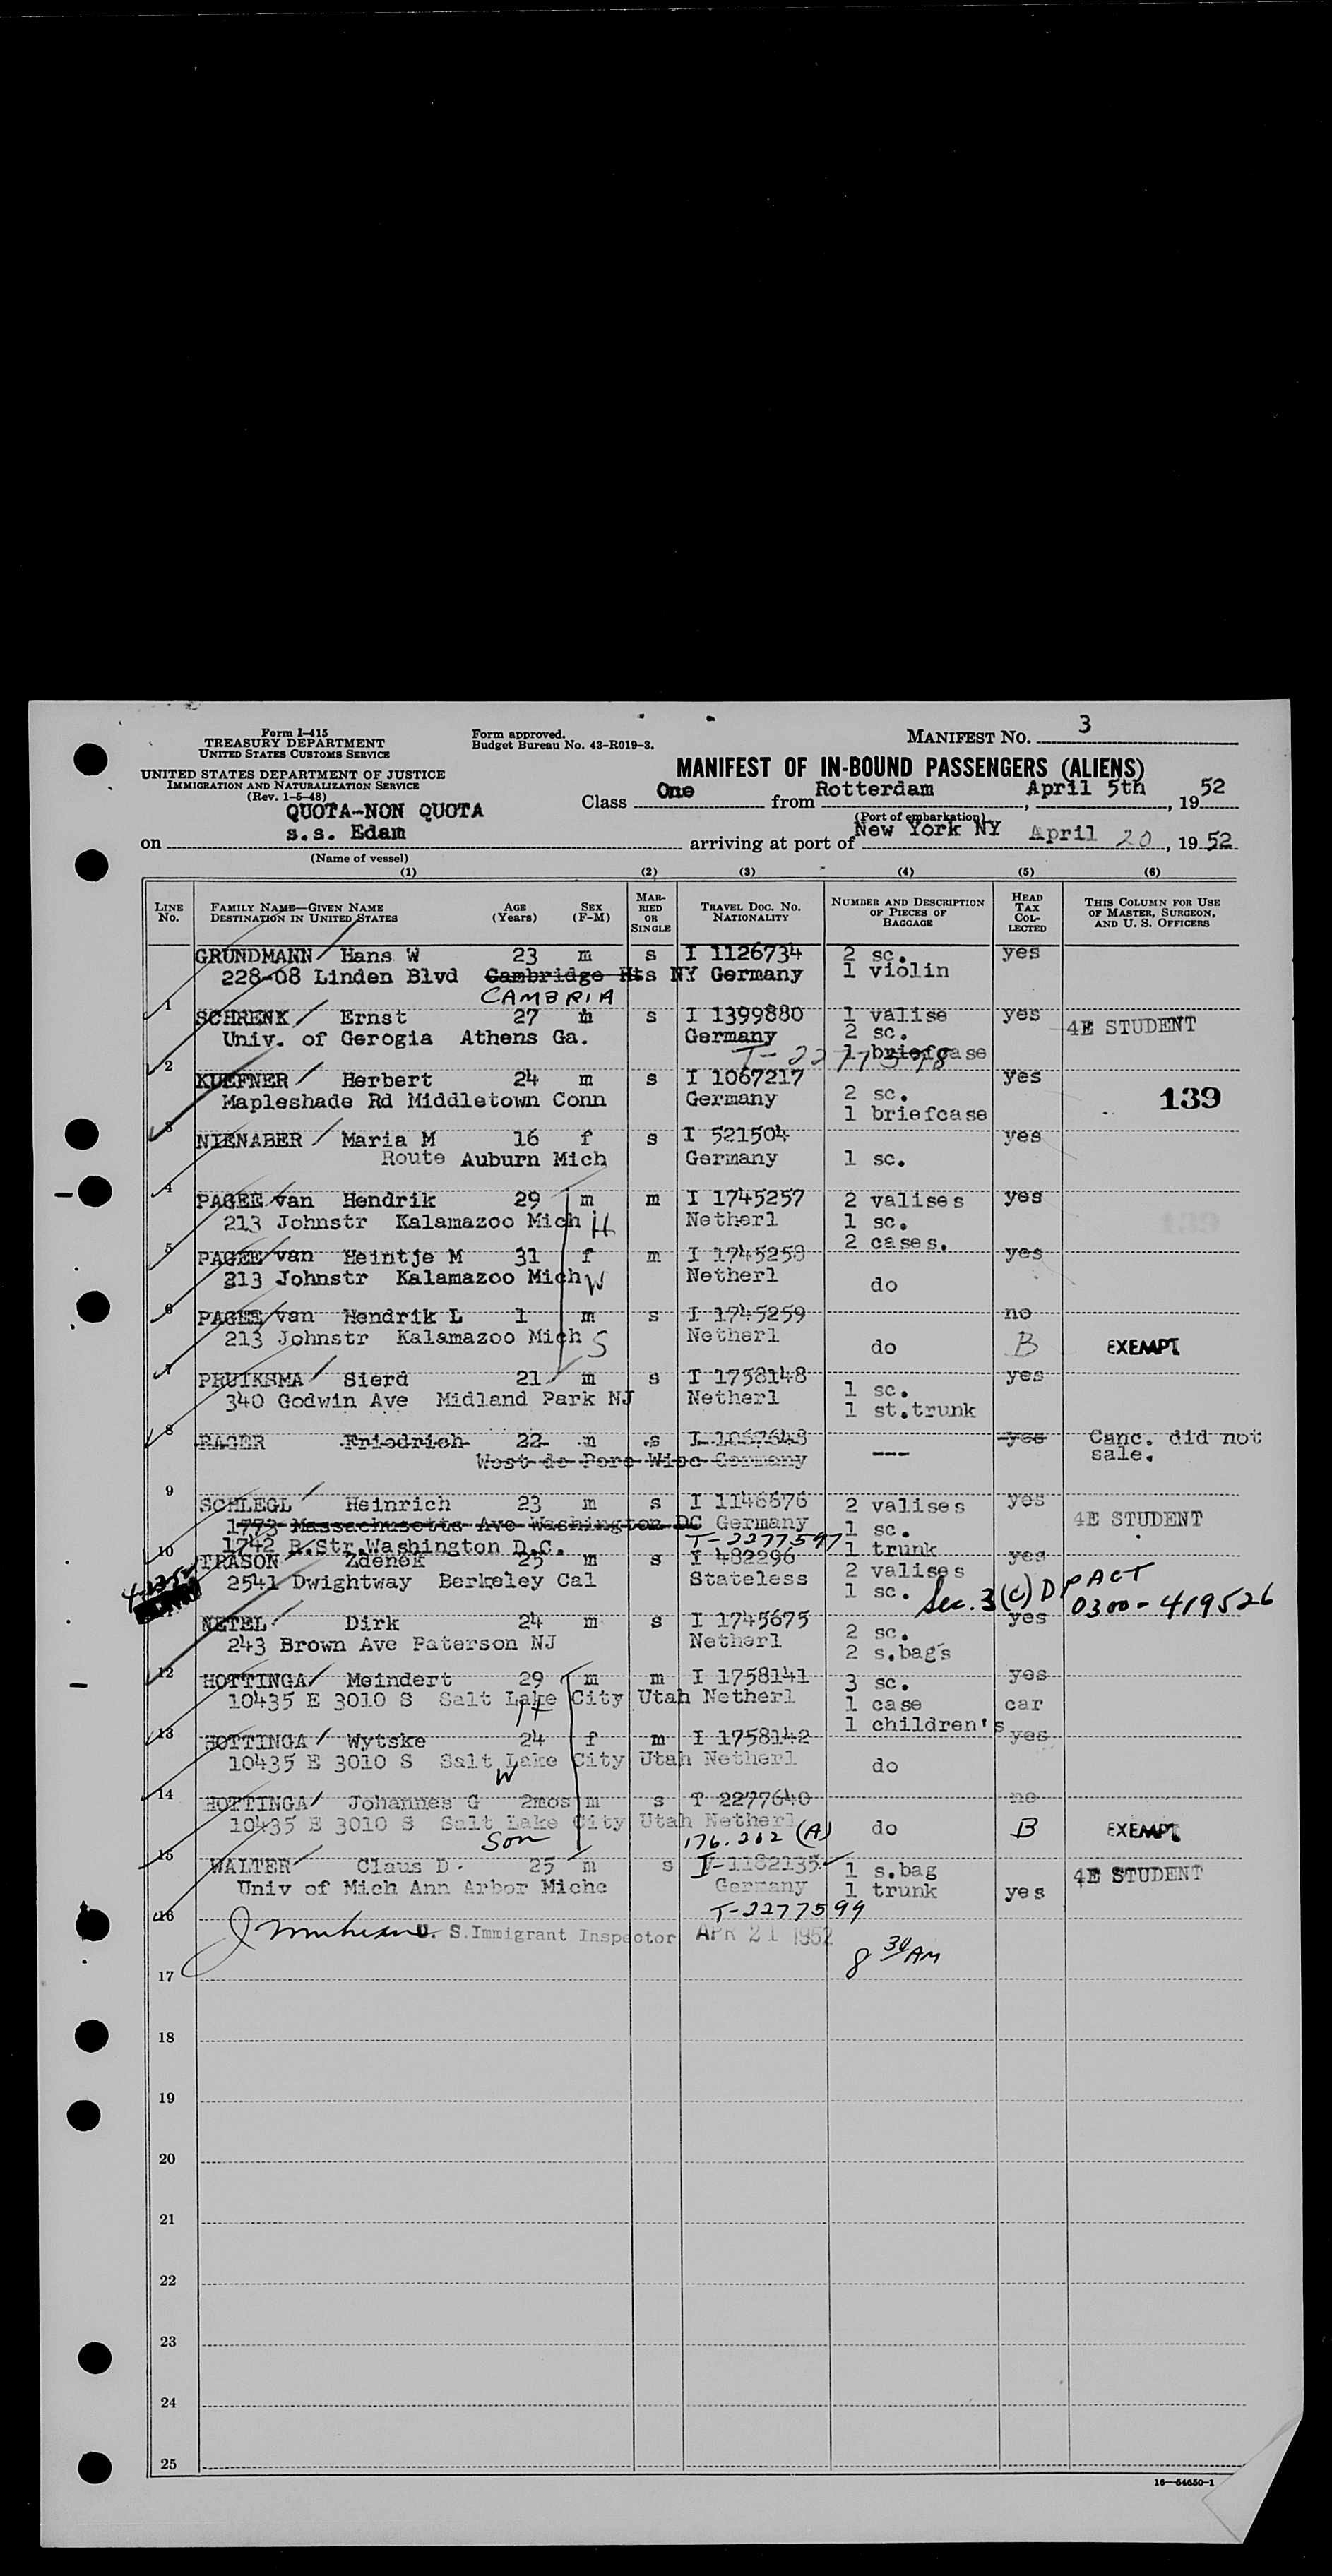 3
Form I-415
TREASURY DEPARTMENT
UNITED STATES CUSTOMS SERVICE
Form approved.
Budget Bureau No. 43-R019-3.
MANIFEST NO.
UNITED STATES DEPARTMENT OF JUSTICE
IMMIGRATION AND NATURALIZATION SERVICE
(Rev. 1-5-48)
MANIFEST OF IN-BOUND PASSENGERS (ALIENS)
QUOTA-NON QUOTA
Class One from Rotterdam, April 5th, 1952
(Port of embarkation)
on s.s. Edam arriving at port of New York NY April 20, 1952
(Name of vessel)
(1) (2) (3) (4) (5) (6)
LINE NO. FAMILY NAME—GIVEN NAME DESTINATION IN UNITED STATES AGE (Years) SEX (F-M) MARRIED OR SINGLE TRAVEL DOC. NO. NATIONALITY NUMBER AND DESCRIPTION OF PIECES OF BAGGAGE HEAD TAX COLLECTED THIS COLUMN FOR USE OF MASTER, SURGEON, AND U. S. OFFICERS
GRUNDMANN Hans W 23 m s I 1126734 2 sc. yes
228-08 Linden Blvd Cambridge Hts NY Germany 1 violin
CAMBRIA
1
SCHRENK Ernst 27 m s I 1399880 1 valise yes
Univ. of Gerogia Athens Ga. Germany 2 sc. 4E STUDENT
T-2277598 1 briefcase
2
KUEFNER Herbert 24 m s I 1067217 2 sc. yes
Mapleshade Rd Middletown Conn Germany 1 briefcase 139
3
NIENABER Maria M 16 f s I 521504 yes
Route Auburn Mich Germany 1 sc.
4
PAGEE van Hendrik 29 m m I 1745257 2 valises yes
213 Johnstr Kalamazoo Mich H Netherl 1 sc.
2 cases.
5
PAGEE van Heintje M 31 f m I 1745258 yes
213 Johnstr Kalamazoo Mich W Netherl do
6
PAGEE van Hendrik L 1 m s I 1745259 no
213 Johnstr Kalamazoo Mich S Netherl do B EXEMPT
7
PRUIKSMA Sierd 21 m s I 1758148 1 sc. yes
340 Godwin Ave Midland Park NJ Netherl 1 st.trunk
8
RAGER Friedrich 22 m s I 1067648 --- yes Canc. did not
West de Pere Wisc Germany sale.
9
SCHLEGL Heinrich 23 m s I 1146676 2 valises yes
1773 Massachusetts Ave Washington DC Germany 1 sc. 4E STUDENT
1742 R.Str.Washington D.C. T-2277597 1 trunk
10
TRASON Zdenek 25 m s I 482296 2 valises yes
2541 Dwightway Berkeley Cal Stateless 1 sc. Sec. 3(c) DP ACT
0300-419526
NETEL Dirk 24 m s I 1745675 2 sc. yes
243 Brown Ave Paterson NJ Netherl 2 s.bags
12
HOTTINGA Meindert 29 m m I 1758141 3 sc. yes
10435 E 3010 S Salt Lake City Utah Netherl 1 case car
H 1 children's
13
HOTTINGA Wytske 24 f m I 1758142 yes
10435 E 3010 S Salt Lake City Utah Netherl do
W
14
HOTTINGA Johannes G 2mos m s T 2277640 no
10435 E 3010 S Salt Lake City Utah Netherl do B EXEMPT
Son 176.202 (A)
15
WALTER Claus D. 25 m s I-1182135 1 s.bag 4E STUDENT
Univ of Mich Ann Arbor Miche Germany 1 trunk yes
T-2277599
16
U. S. Immigrant Inspector APR 21 1952
8 30 AM
17
18
19
20
21
22
23
24
25
16-54650-1